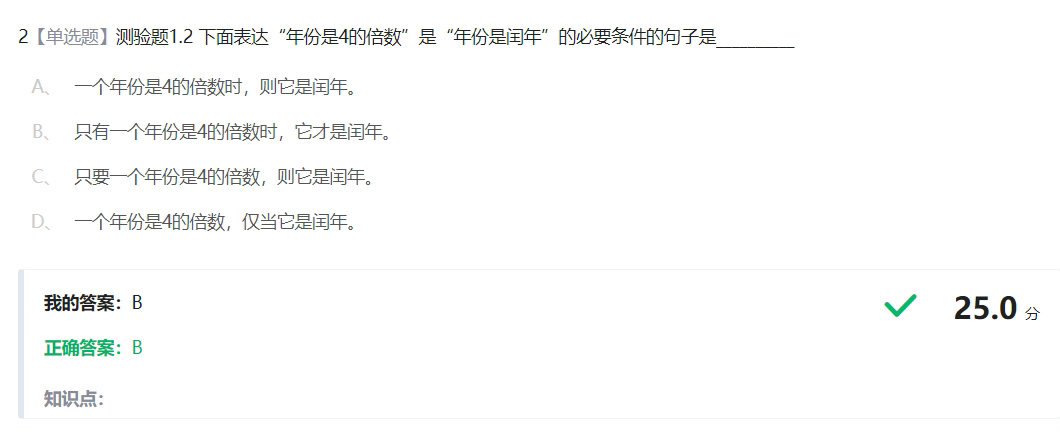 2【单选题】测验题1.2 下面表达“年份是4的倍数”是“年份是闰年”的必要条件的句子是_________
A、 一个年份是4的倍数时，则它是闰年。
B、 只有一个年份是4的倍数时，它才是闰年。
C、 只要一个年份是4的倍数，则它是闰年。
D、 一个年份是4的倍数，仅当它是闰年。
我的答案：B
25.0 分
正确答案：B
知识点：